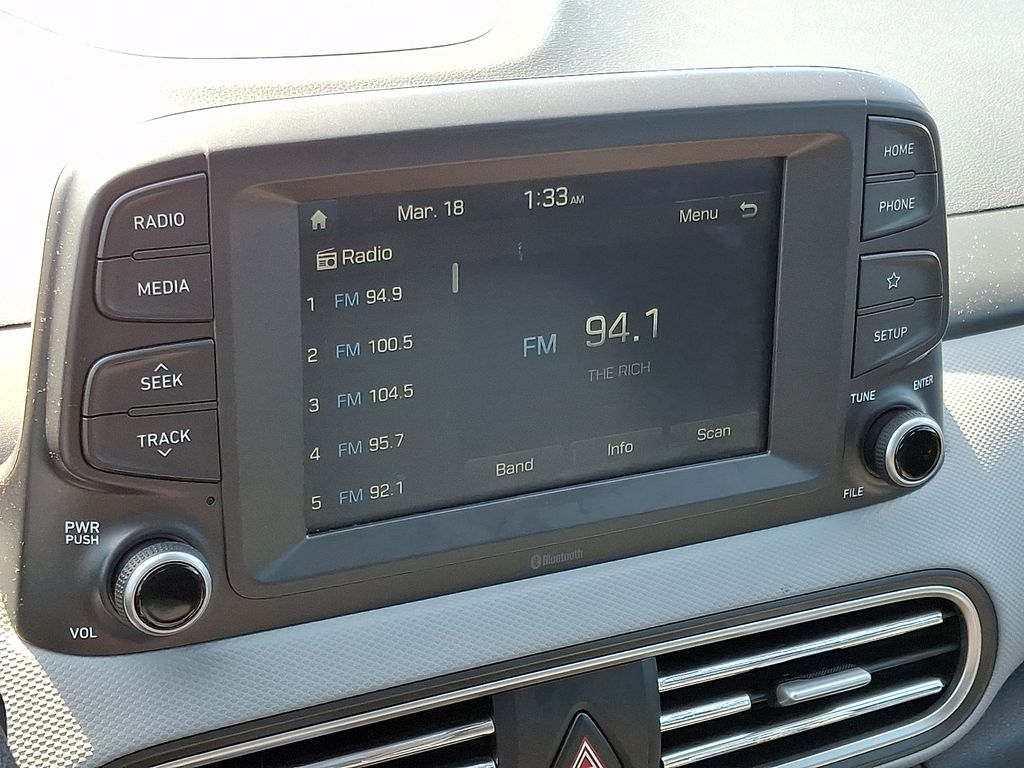 RADIO
MEDIA
SEEK
TRACK
PWR
PUSH
VOL
Mar. 18
1:33 AM
Menu
Radio
1 FM 94.9
2 FM 100.5
3 FM 104.5
4 FM 95.7
5 FM 92.1
FM 94.1
THE RICH
Band
Info
Scan
Bluetooth
HOME
PHONE
SETUP
TUNE
ENTER
FILE